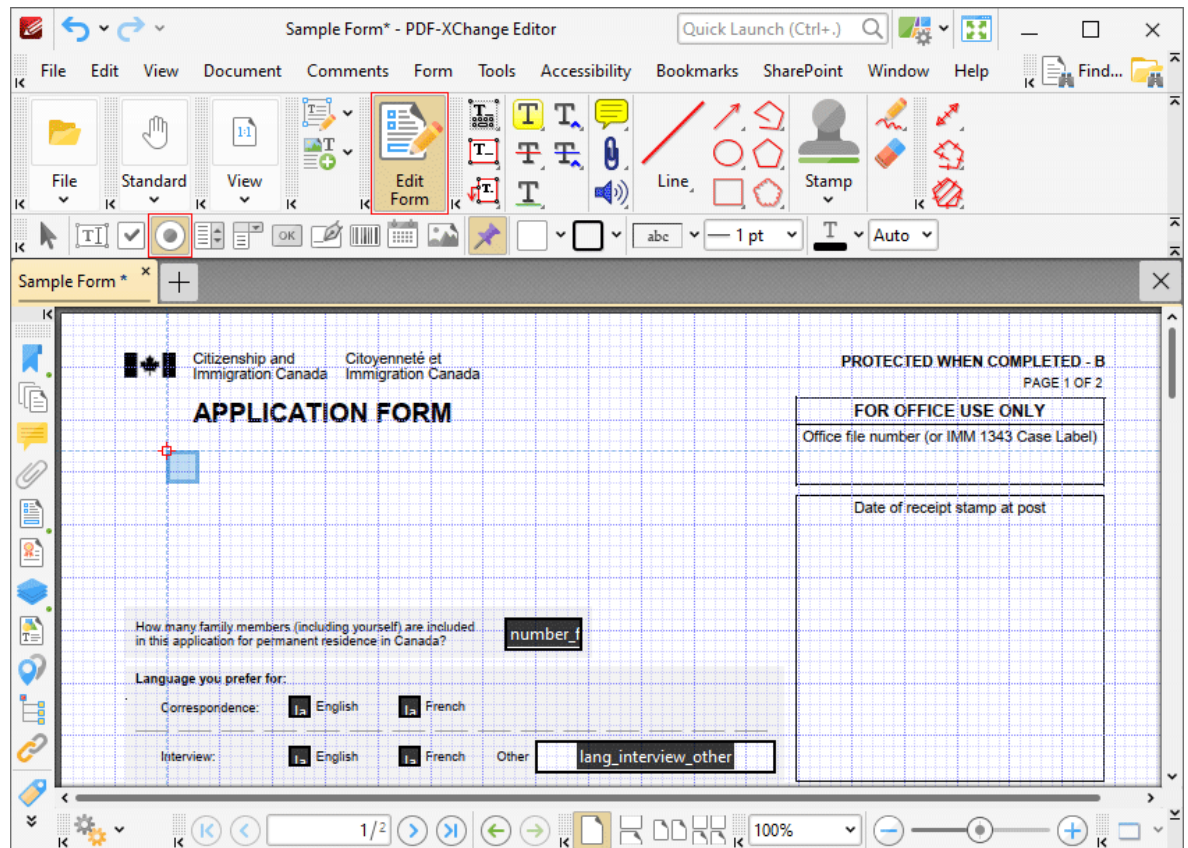 Sample Form* - PDF-XChange Editor
Quick Launch (Ctrl+.)
File Edit View Document Comments Form Tools Accessibility Bookmarks SharePoint Window Help Find...
File Standard View Edit Form Line Stamp
OK abc 1 pt T Auto
Sample Form *
Citizenship and Citoyenneté et
Immigration Canada Immigration Canada
PROTECTED WHEN COMPLETED - B
PAGE 1 OF 2
APPLICATION FORM
FOR OFFICE USE ONLY
Office file number (or IMM 1343 Case Label)
Date of receipt stamp at post
How many family members (including yourself) are included
in this application for permanent residence in Canada?
number_f
Language you prefer for:
Correspondence: la English la French
Interview: la English la French Other lang_interview_other
1/2 100%